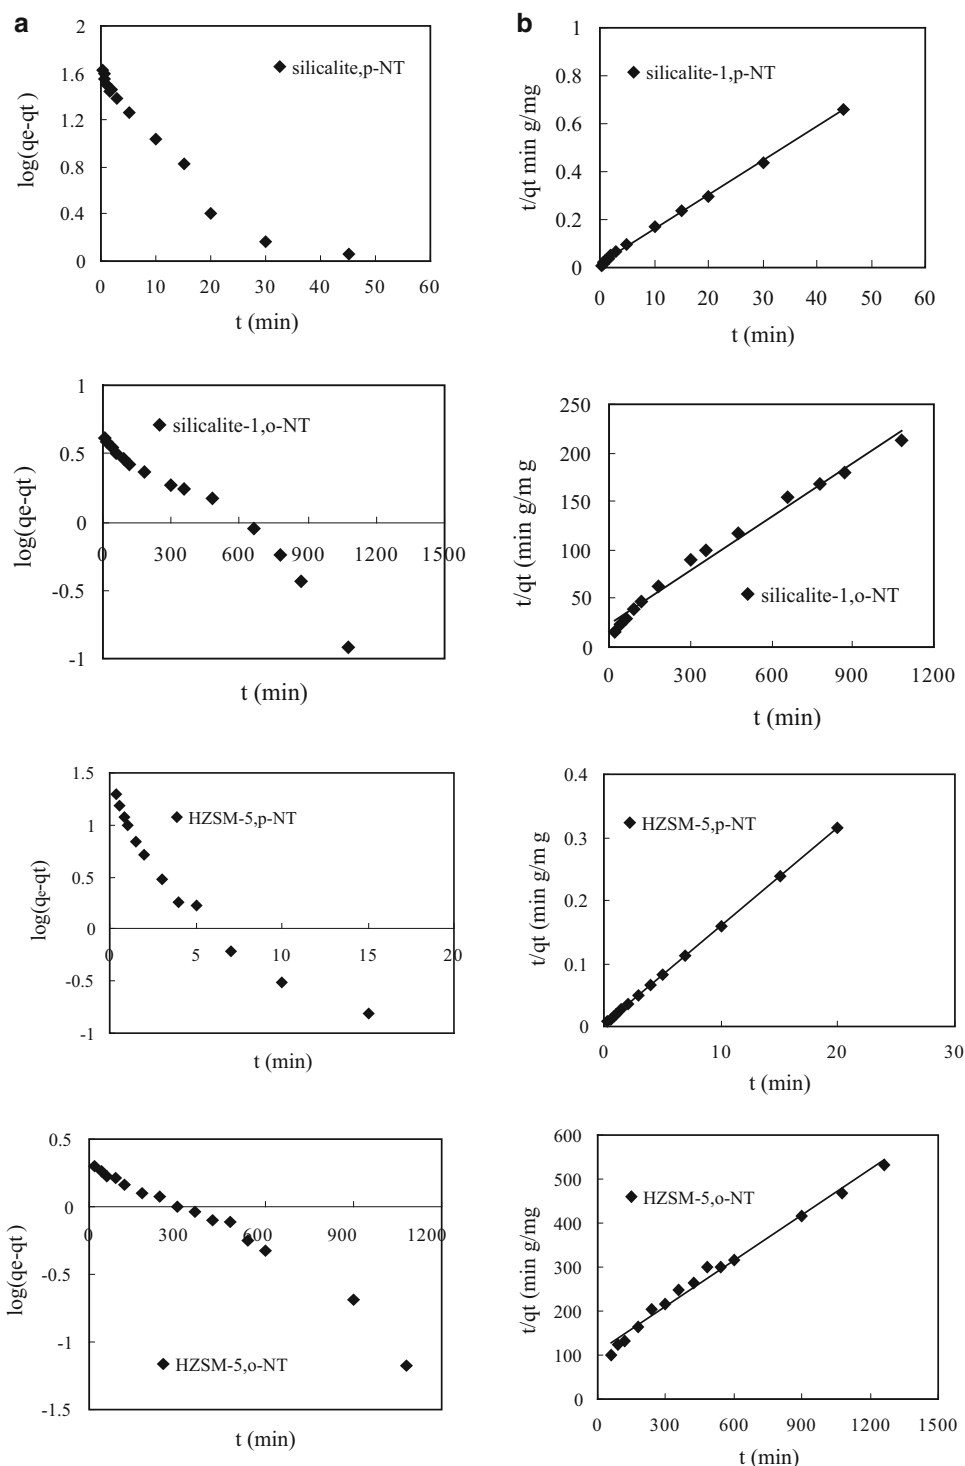 a
2
1.6
1.2
0.8
0.4
0
log(qe-qt )
silicalite,p-NT
0 10 20 30 40 50 60
t (min)
b
1
0.8
0.6
0.4
0.2
0
t/qt min g/mg
silicalite-1,p-NT
0 10 20 30 40 50 60
t (min)
1
0.5
0
-0.5
-1
log(qe-qt )
silicalite-1,o-NT
0 300 600 900 1200 1500
t (min)
250
200
150
100
50
0
t/qt (min g/m g)
silicalite-1,o-NT
0 300 600 900 1200
t (min)
1.5
1
0.5
0
-0.5
-1
log(qe-qt)
HZSM-5,p-NT
0 5 10 15 20
t (min)
0.4
0.3
0.2
0.1
0
t/qt (min g/m g)
HZSM-5,p-NT
0 10 20 30
t (min)
0.5
0
-0.5
-1
-1.5
log(qe-qt)
HZSM-5,o-NT
0 300 600 900 1200
t (min)
600
500
400
300
200
100
0
t/qt (min g/mg)
HZSM-5,o-NT
0 300 600 900 1200 1500
t (min)